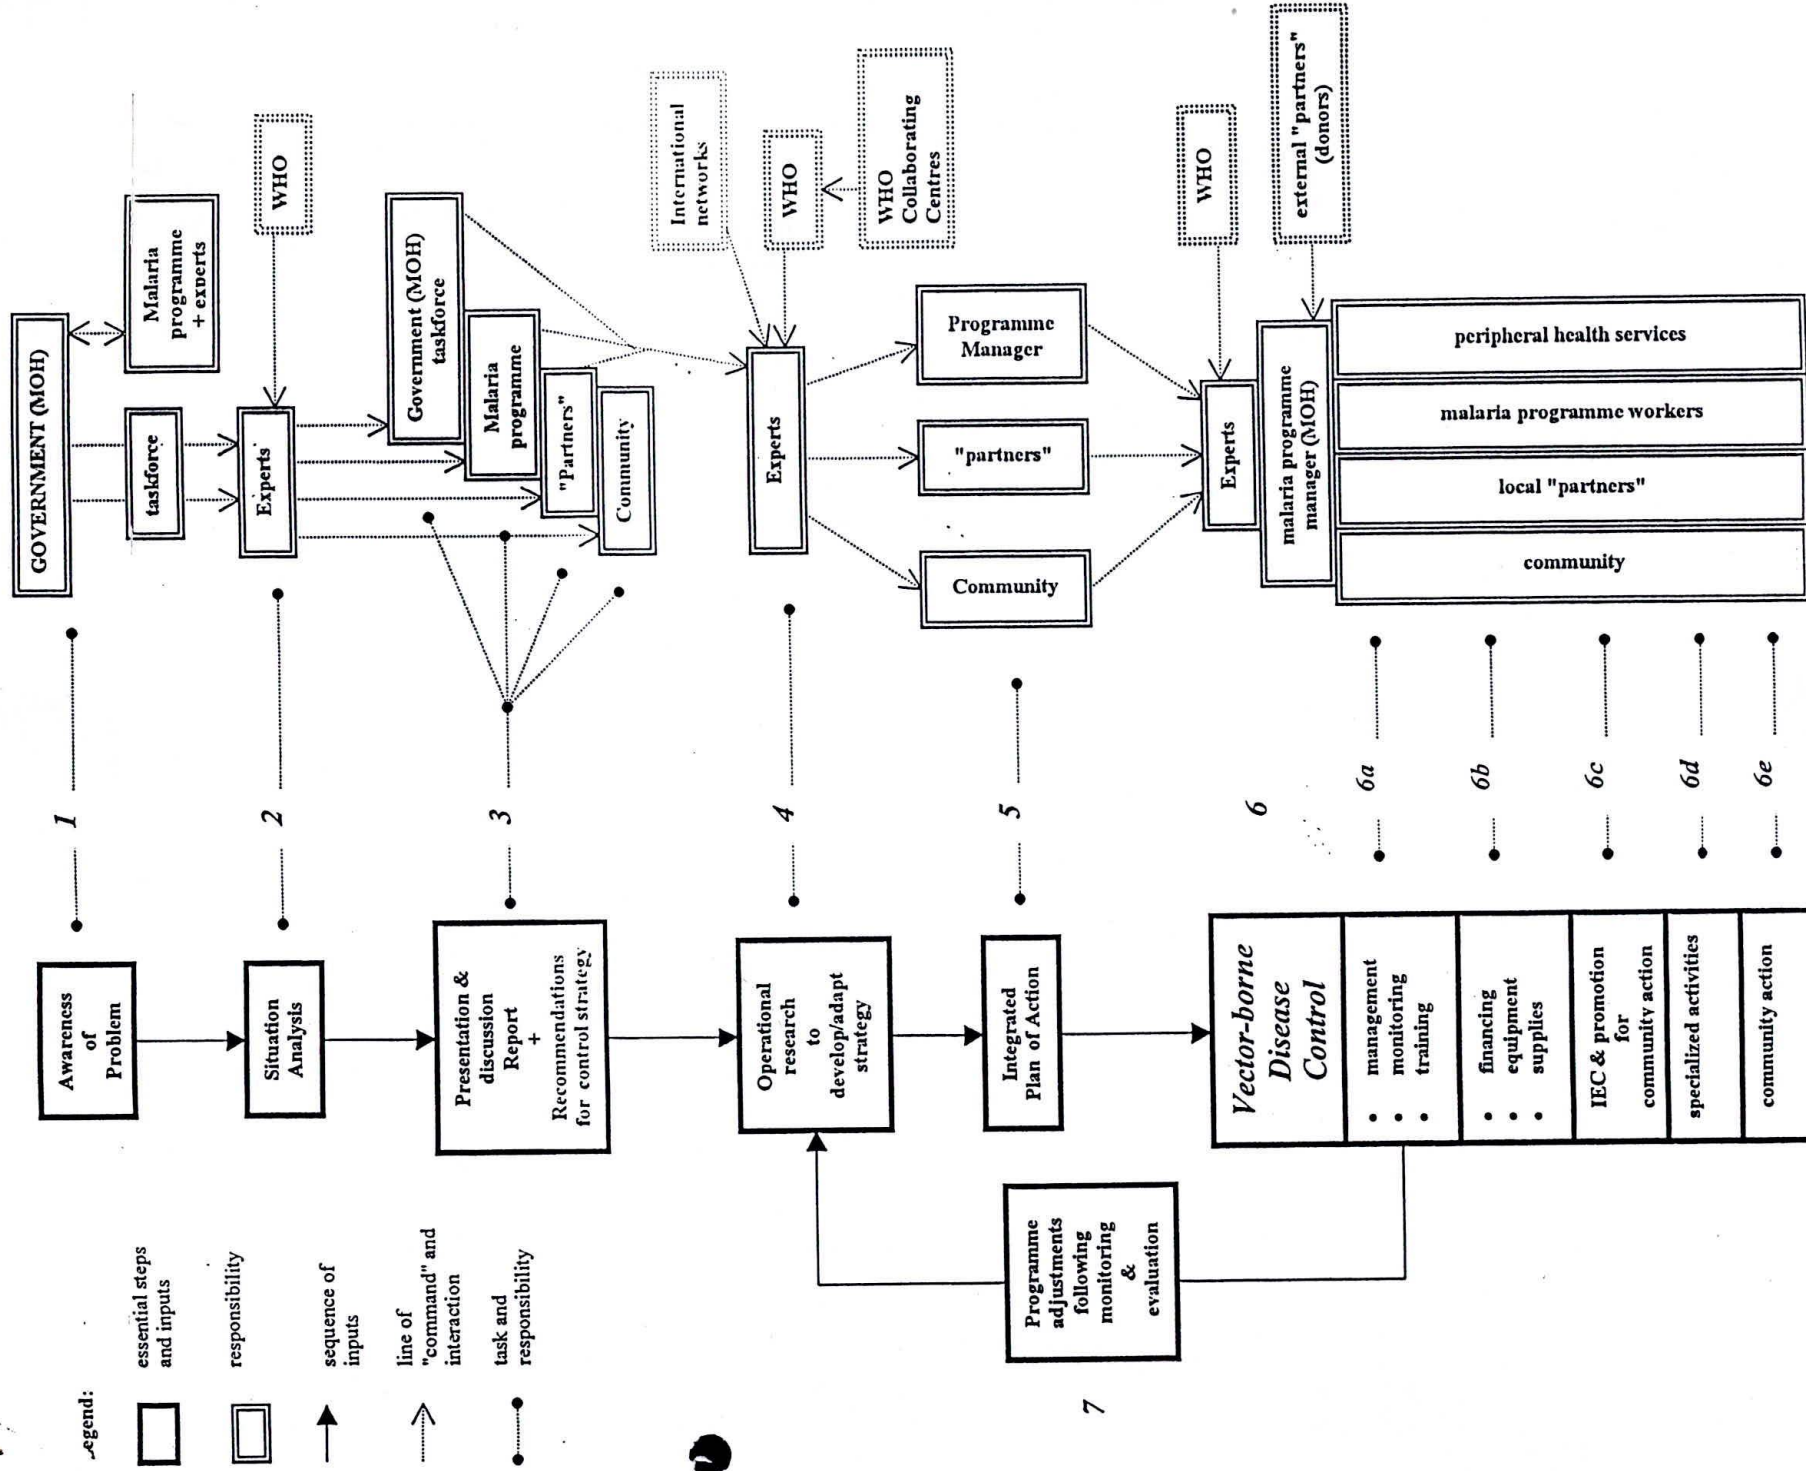 GOVERNMENT (MOH)
Malaria
programme
+ experts
taskforce
Experts
WHO
Government (MOH)
taskforce
Malaria
programme
"Partners"
Community
International
networks
Experts
WHO
WHO
Collaborating
Centres
Programme
Manager
"partners"
Community
WHO
external "partners"
(donors)
Experts
malaria programme
manager (MOH)
peripheral health services
malaria programme workers
local "partners"
community
1
2
3
4
5
6
6a
6b
6c
6d
6e
Awareness
of
Problem
Situation
Analysis
Presentation &
discussion
Report
+
Recommendations
for control strategy
Operational
research
to
develop/adapt
strategy
Integrated
Plan of Action
Vector-borne
Disease
Control
• management
• monitoring
• training
• financing
• equipment
• supplies
IEC & promotion
for
community action
specialized activities
community action
Programme
adjustments
following
monitoring
&
evaluation
7
egend:
essential steps
and inputs
responsibility
sequence of
inputs
line of
"command" and
interaction
task and
responsibility